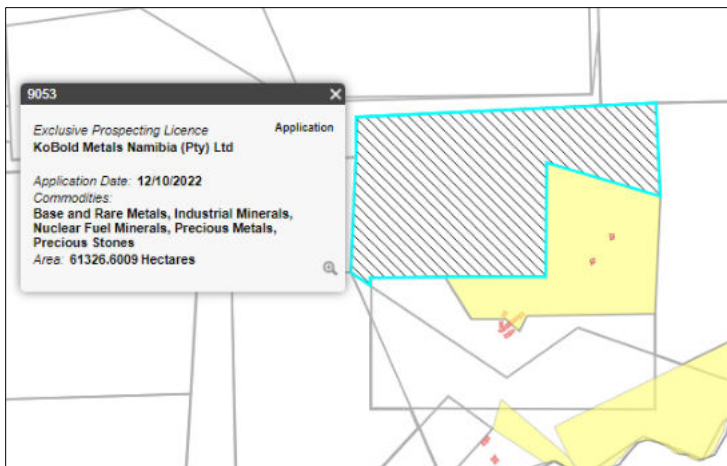 9053
Exclusive Prospecting Licence Application
KoBold Metals Namibia (Pty) Ltd
Application Date: 12/10/2022
Commodities:
Base and Rare Metals, Industrial Minerals,
Nuclear Fuel Minerals, Precious Metals,
Precious Stones
Area: 61326.6009 Hectares